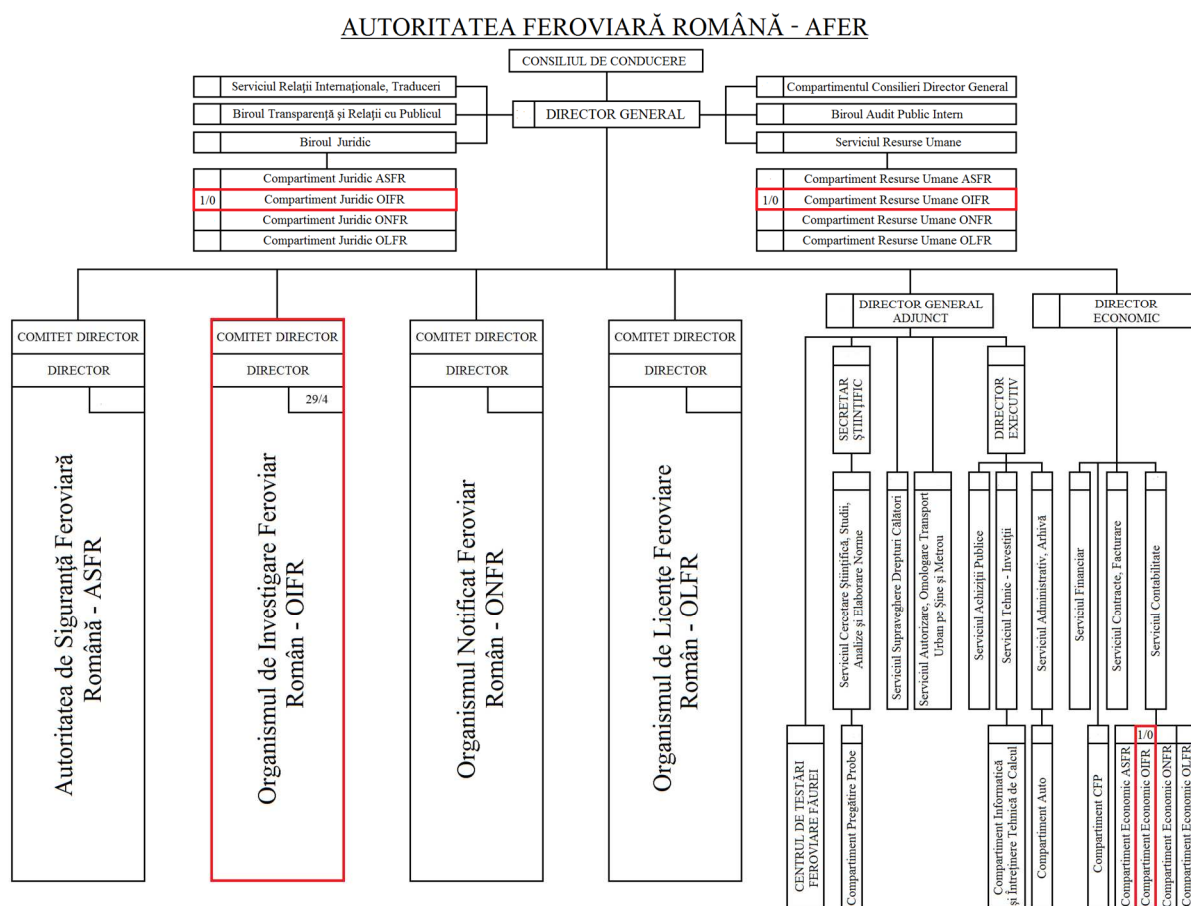 AUTORITATEA FEROVIARĂ ROMÂNĂ - AFER
CONSILIUL DE CONDUCERE
DIRECTOR GENERAL
Serviciul Relații Internaționale, Traduceri
Biroul Transparență și Relații cu Publicul
Biroul Juridic
Compartiment Juridic ASFR
1/0 Compartiment Juridic OIFR
Compartiment Juridic ONFR
Compartiment Juridic OLFR
Compartimentul Consilieri Director General
Biroul Audit Public Intern
Serviciul Resurse Umane
Compartiment Resurse Umane ASFR
1/0 Compartiment Resurse Umane OIFR
Compartiment Resurse Umane ONFR
Compartiment Resurse Umane OLFR
COMITET DIRECTOR
DIRECTOR
Autoritatea de Siguranță Feroviară
Română - ASFR
COMITET DIRECTOR
DIRECTOR
29/4
Organismul de Investigare Feroviar
Român - OIFR
COMITET DIRECTOR
DIRECTOR
Organismul Notificat Feroviar
Român - ONFR
COMITET DIRECTOR
DIRECTOR
Organismul de Licențe Feroviare
Român - OLFR
DIRECTOR GENERAL
ADJUNCT
DIRECTOR
ECONOMIC
SECRETAR
ȘTIINȚIFIC
DIRECTOR
EXECUTIV
Serviciul Cercetare Științifică, Studii,
Analize și Elaborare Norme
Serviciul Supraveghere Drepturi Călători
Serviciul Autorizare, Omologare Transport
Urban pe Șine și Metrou
Serviciul Achiziții Publice
Serviciul Tehnic - Investiții
Serviciul Administrativ, Arhivă
Serviciul Financiar
Serviciul Contracte, Facturare
Serviciul Contabilitate
CENTRUL DE TESTĂRI
FEROVIARE FĂUREI
Compartiment Pregătire Probe
Compartiment Informatică
și Întreținere Tehnică de Calcul
Compartiment Auto
Compartiment CFP
Compartiment Economic ASFR
1/0
Compartiment Economic OIFR
Compartiment Economic ONFR
Compartiment Economic OLFR